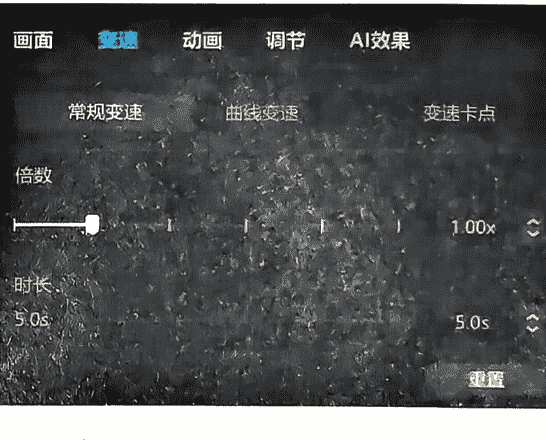 画面 变速 动画 调节 AI效果
常规变速 曲线变速 变速卡点
倍数
1.00x
时长
5.0s 5.0s
重置